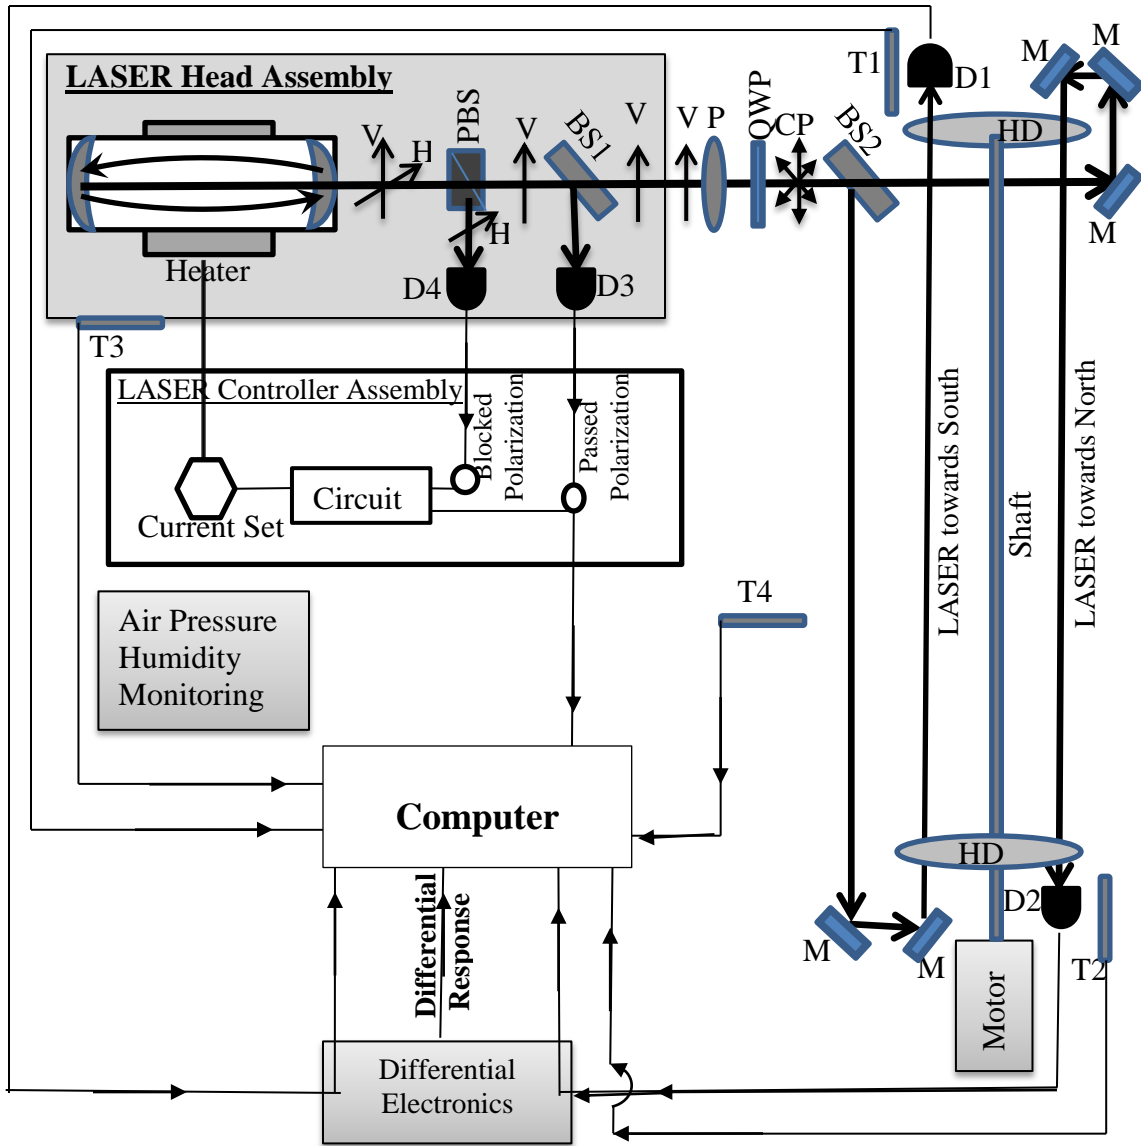 LASER Head Assembly
T1
D1
M
M
V
H
PBS
V
BS1
V
V
P
QWP
CP
BS2
HD
M
H
Heater
D4
D3
T3
LASER Controller Assembly
Blocked
Polarization
Passed
Polarization
Circuit
Current Set
LASER towards South
Shaft
LASER towards North
T4
Air Pressure
Humidity
Monitoring
Computer
HD
D2
M
M
T2
Motor
Differential
Response
Differential
Electronics